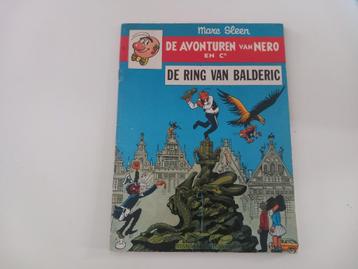 Marc Sleen
DE AVONTUREN VAN NERO
EN Cº
DE RING VAN BALDERIC